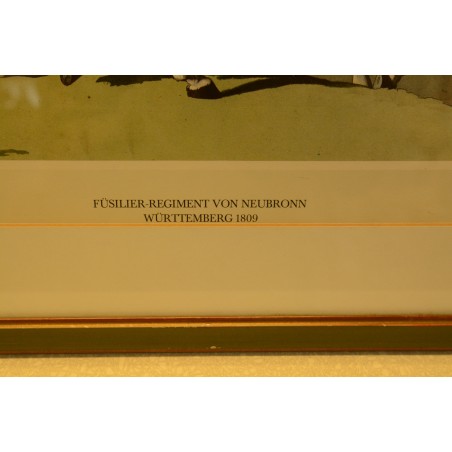 FÜSILIER-REGIMENT VON NEUBRONN
WÜRTTEMBERG 1809